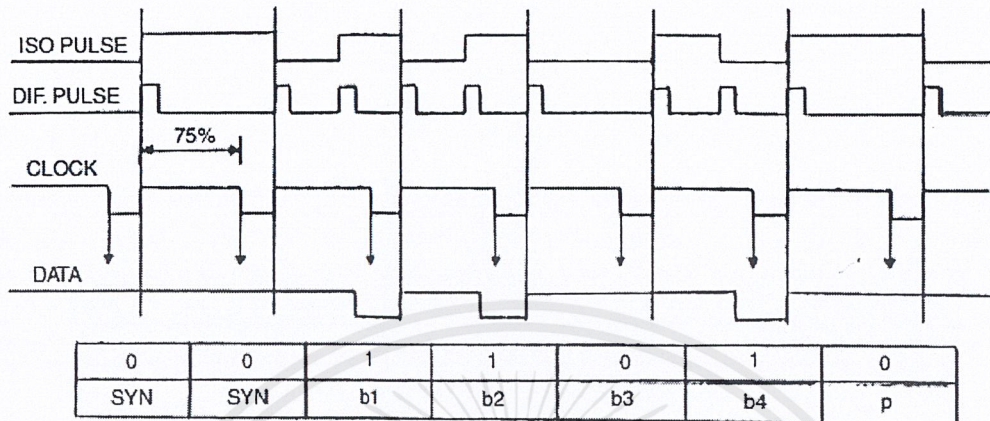 ISO PULSE
DIF. PULSE
75%
CLOCK
DATA
0 0 1 1 0 1 0
SYN SYN b1 b2 b3 b4 p